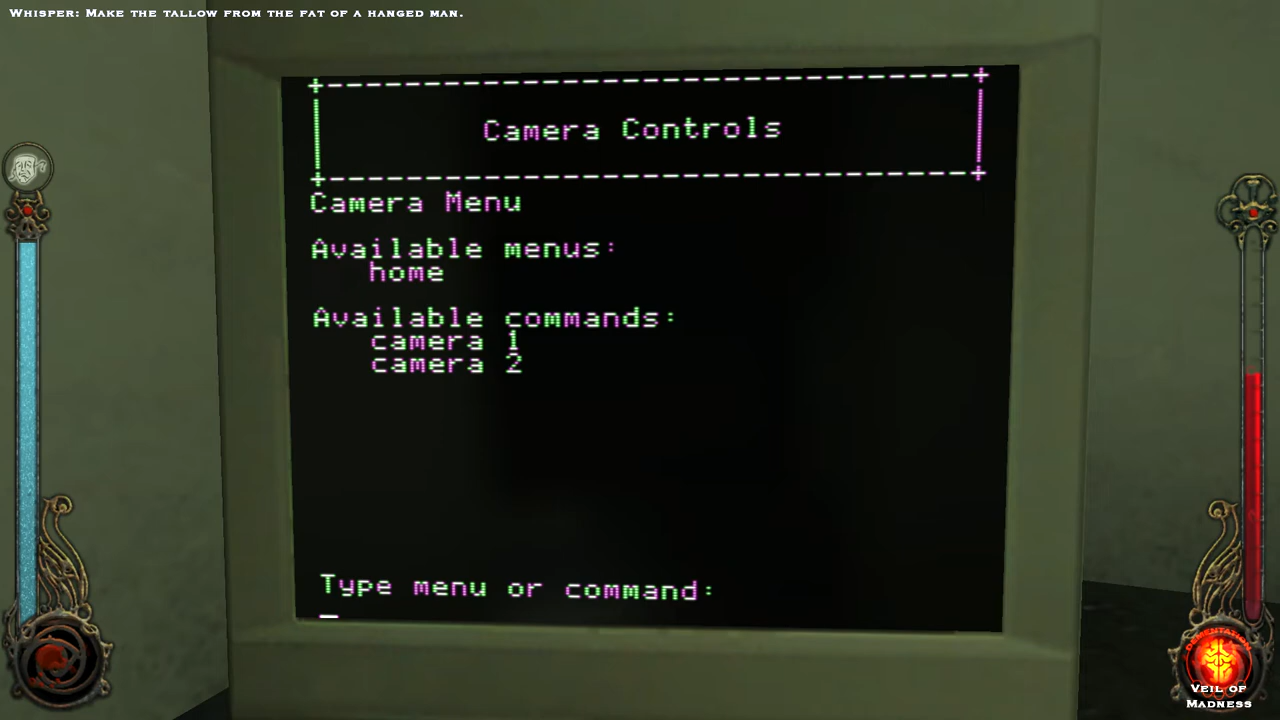 Whisper: Make the tallow from the fat of a hanged man.
Camera Controls
Camera Menu
Available menus:
home
Available commands:
camera 1
camera 2
Type menu or command:
DEMENTATION
Veil of
Madness